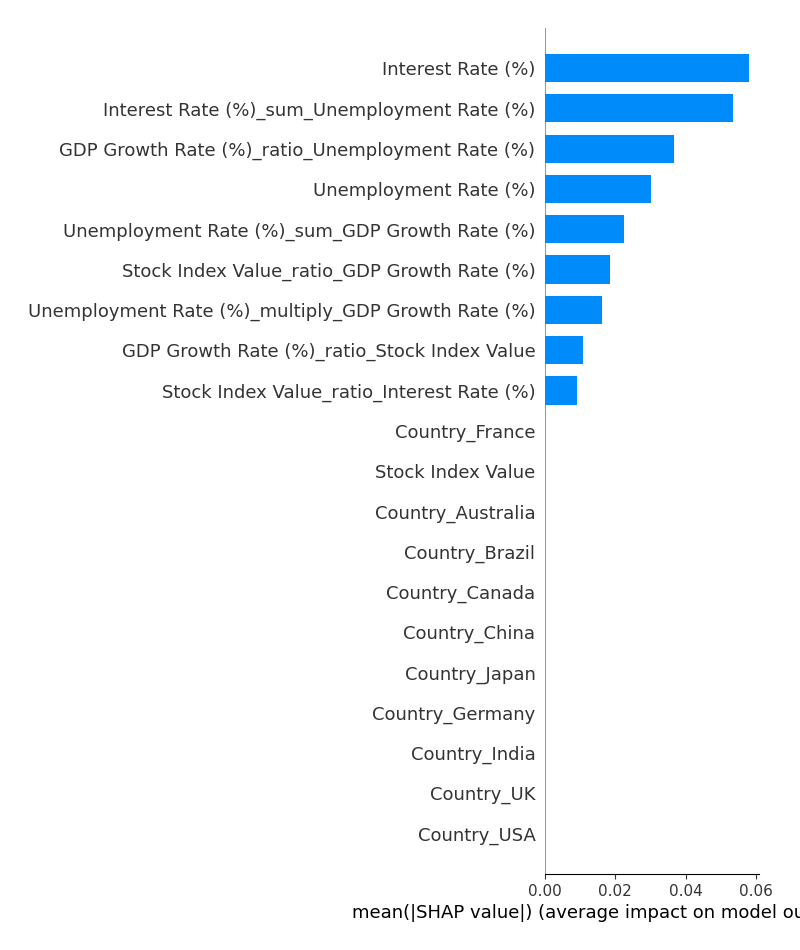 Interest Rate (%)
Interest Rate (%)_sum_Unemployment Rate (%)
GDP Growth Rate (%)_ratio_Unemployment Rate (%)
Unemployment Rate (%)
Unemployment Rate (%)_sum_GDP Growth Rate (%)
Stock Index Value_ratio_GDP Growth Rate (%)
Unemployment Rate (%)_multiply_GDP Growth Rate (%)
GDP Growth Rate (%)_ratio_Stock Index Value
Stock Index Value_ratio_Interest Rate (%)
Country_France
Stock Index Value
Country_Australia
Country_Brazil
Country_Canada
Country_China
Country_Japan
Country_Germany
Country_India
Country_UK
Country_USA
0.00 0.02 0.04 0.06
mean(|SHAP value|) (average impact on model ou